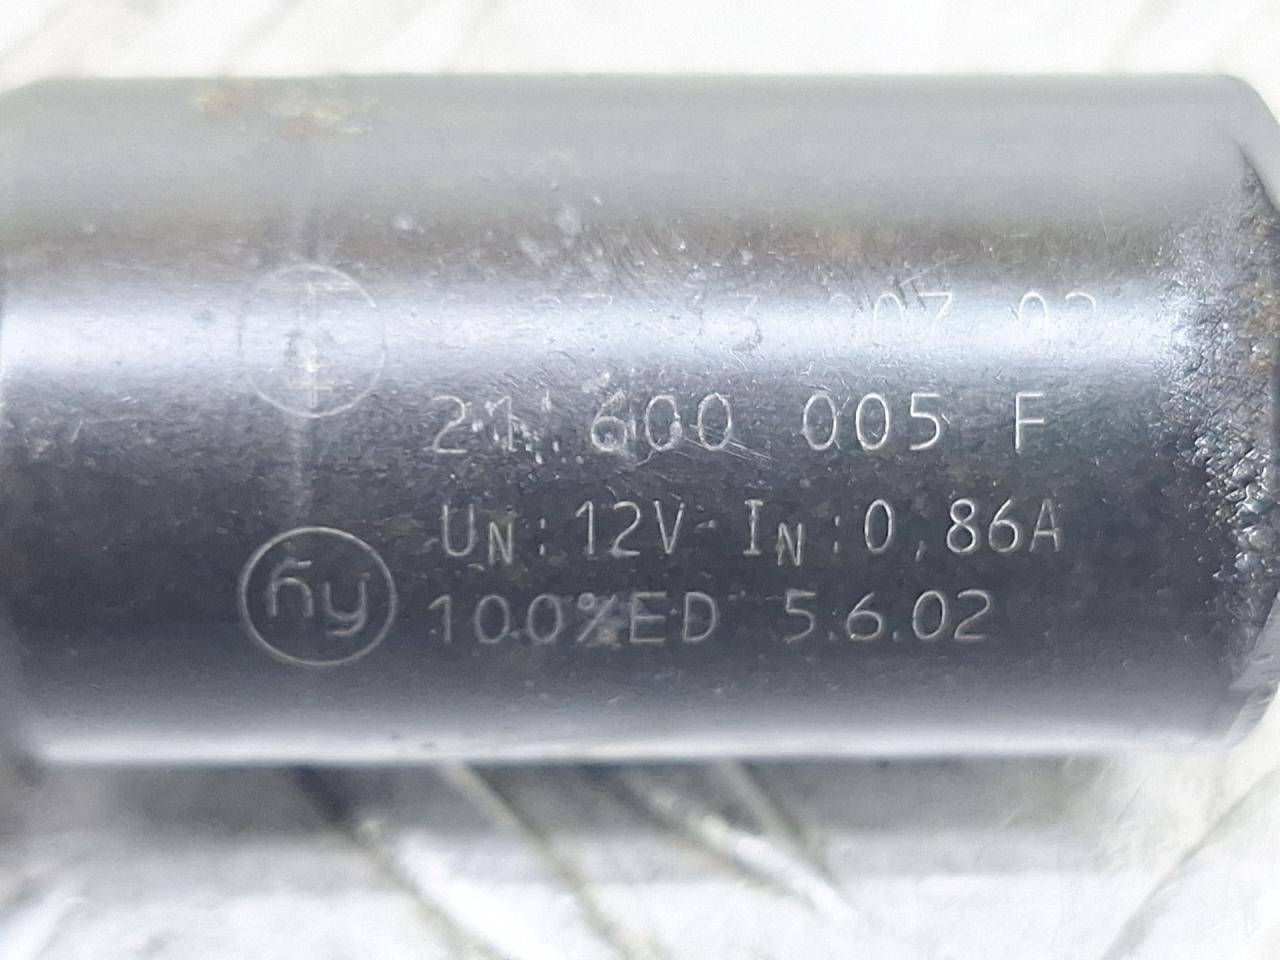 21 600 005 F
UN: 12V IN: 0,86A
hy 100%ED 5.6.02